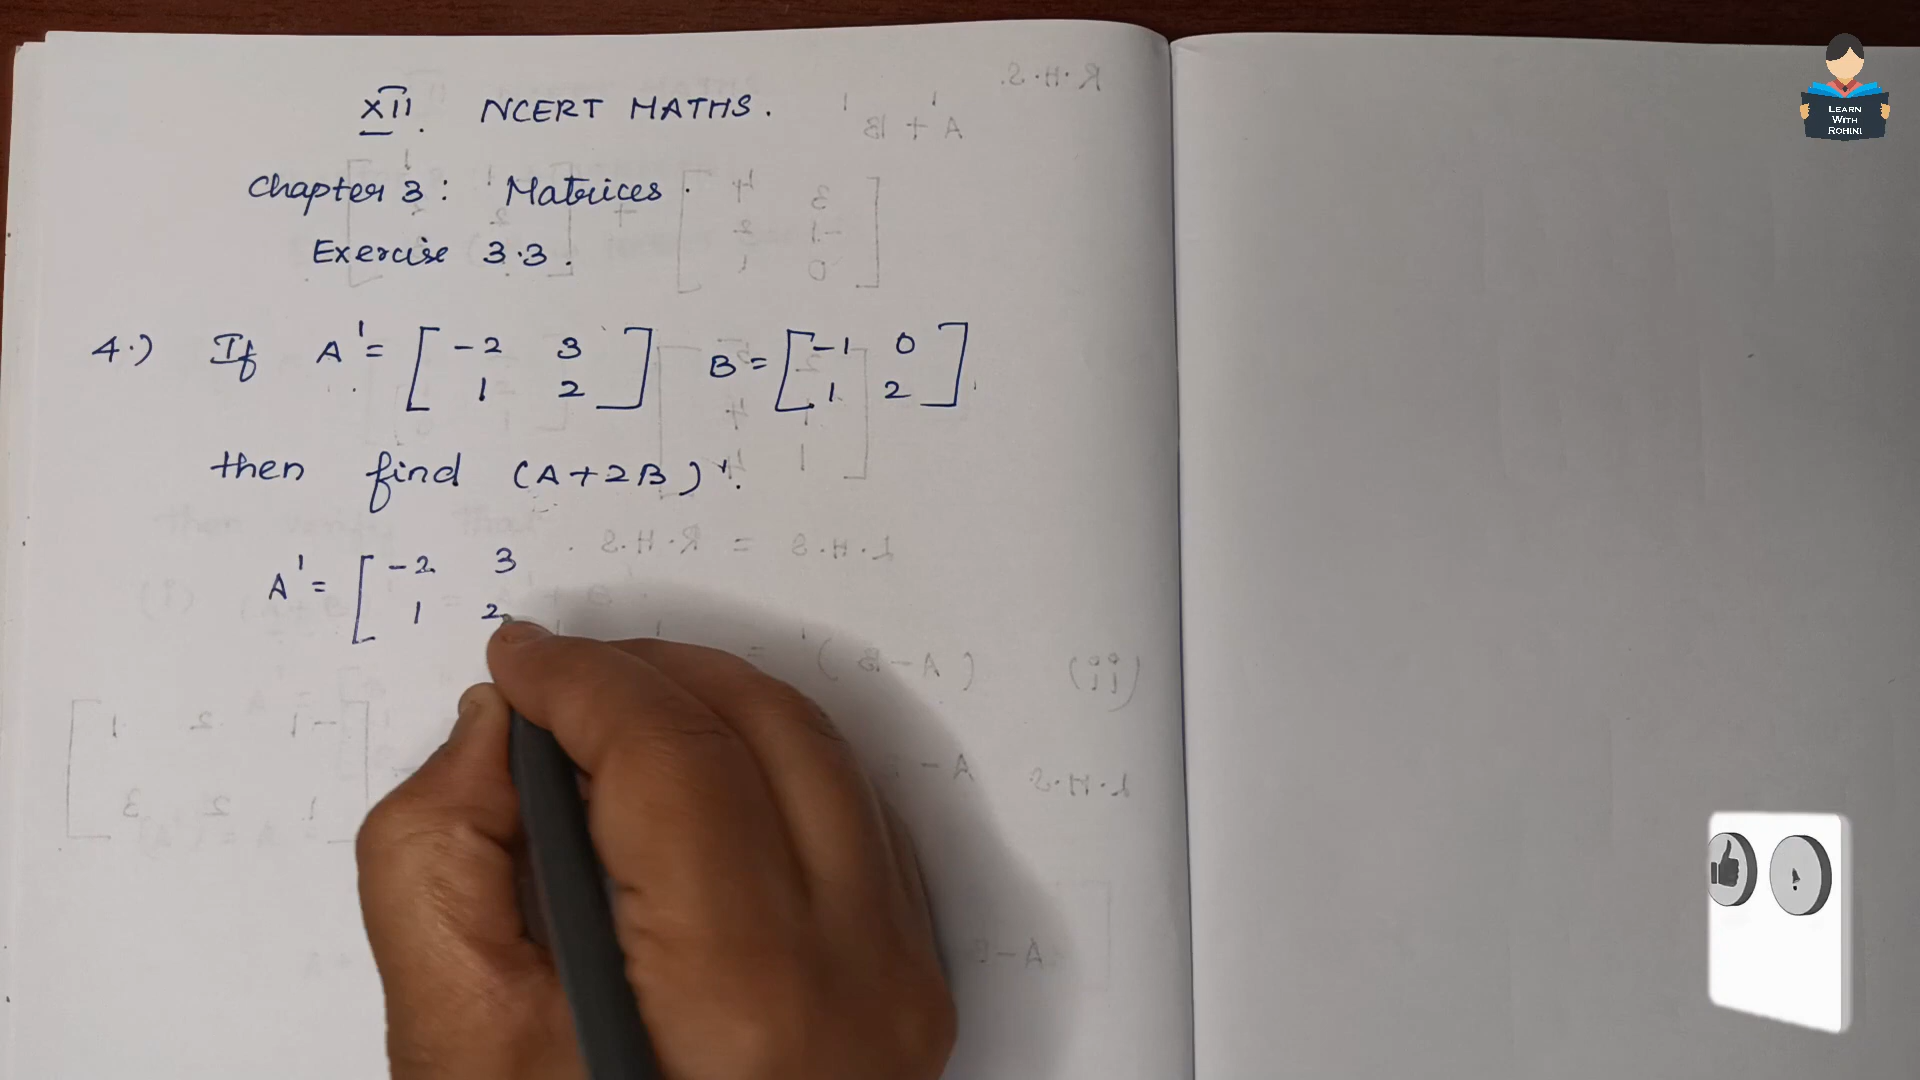 XII. NCERT MATHS.
Chapter 3: Matrices.
Exercise 3.3.
4.) If A' = [ -2 3 B = [ -1 0
1 2 ] 1 2 ].
then find (A+2B)'.
A' = [ -2 3
1 2
LEARN
WITH
ROHINI